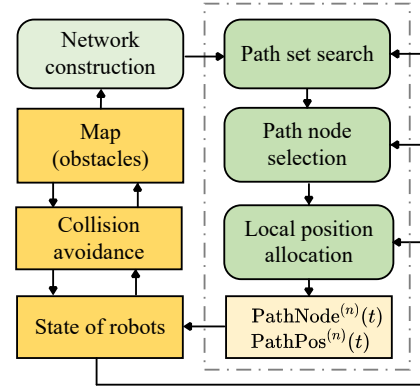 Network
construction
Path set search
Map
(obstacles)
Path node
selection
Collision
avoidance
Local position
allocation
State of robots
PathNode⁽ⁿ⁾(t)
PathPos⁽ⁿ⁾(t)